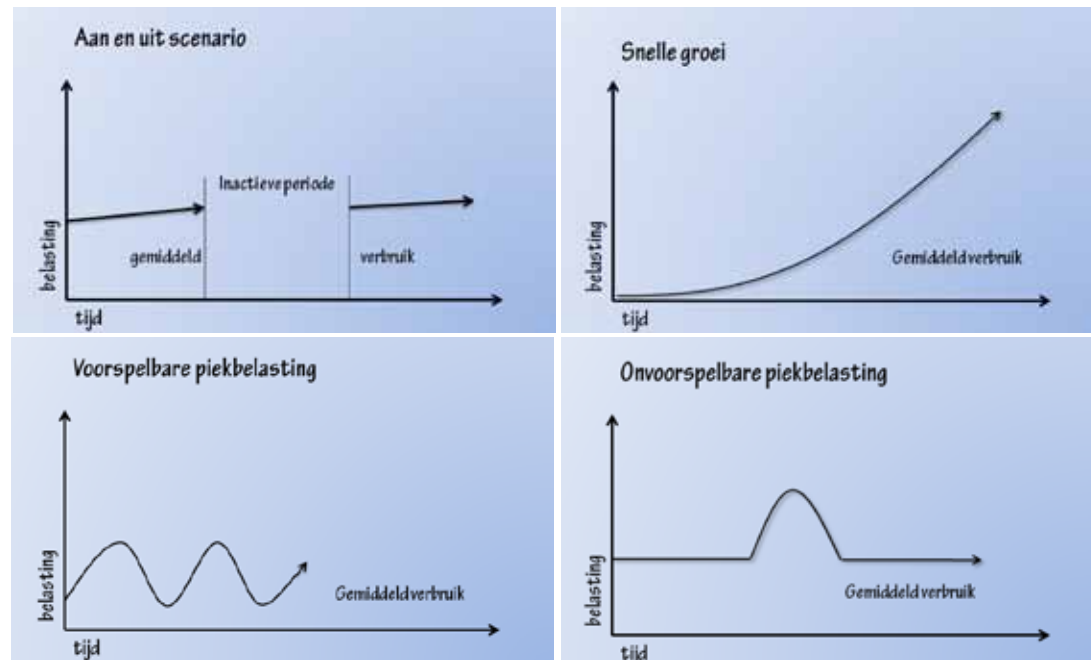 Aan en uit scenario
Inactieve periode
gemiddeld
verbruik
belasting
tijd
Snelle groei
Gemiddeld verbruik
belasting
tijd
Voorspelbare piekbelasting
Gemiddeld verbruik
belasting
tijd
Onvoorspelbare piekbelasting
Gemiddeld verbruik
belasting
tijd